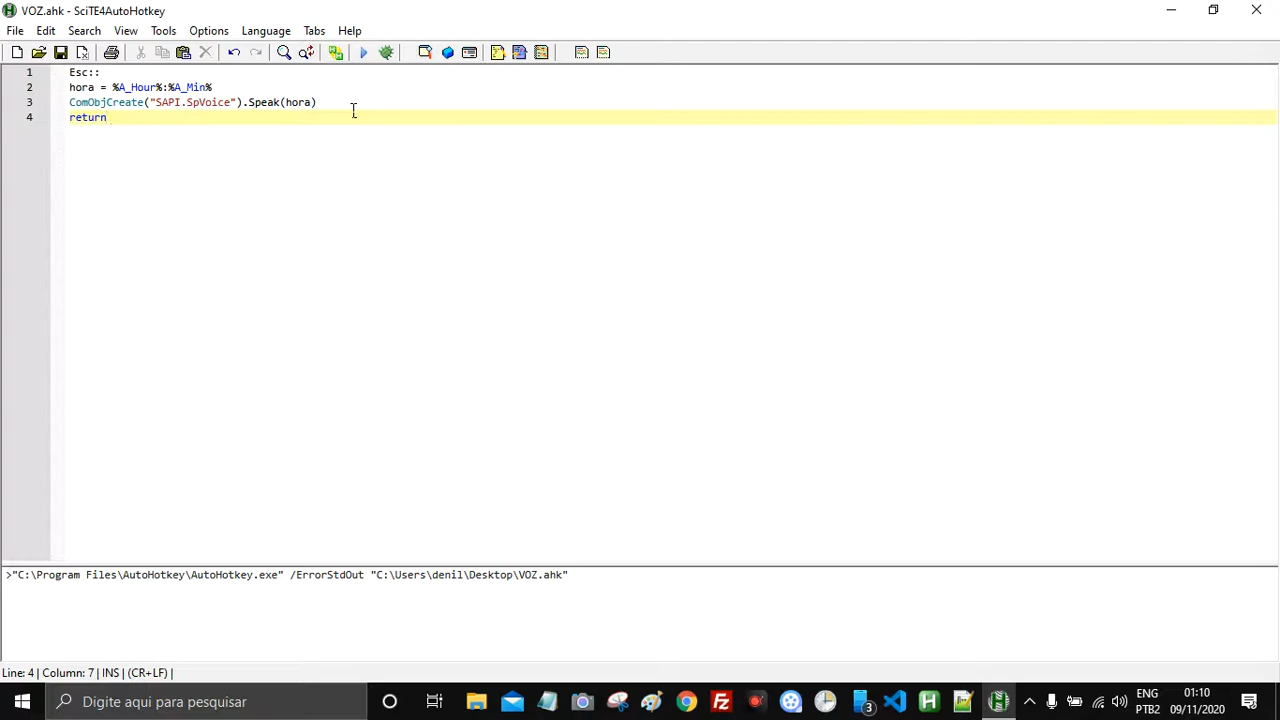 VOZ.ahk - SciTE4AutoHotkey
File Edit Search View Tools Options Language Tabs Help
1 Esc::
2 hora = %A_Hour%:%A_Min%
3 ComObjCreate("SAPI.SpVoice").Speak(hora)
4 return
>"C:\Program Files\AutoHotkey\AutoHotkey.exe" /ErrorStdOut "C:\Users\denil\Desktop\VOZ.ahk"
Line: 4 | Column: 7 | INS | (CR+LF) |
Digite aqui para pesquisar
3
ENG
PTB2
01:10
09/11/2020